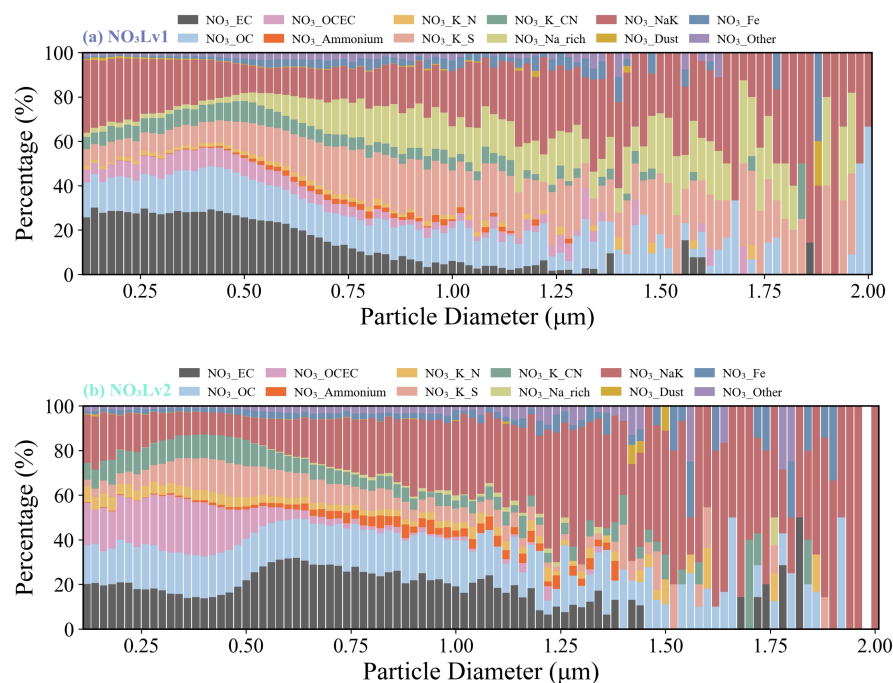 NO₃_EC NO₃_OCEC NO₃_K_N NO₃_K_CN NO₃_NaK NO₃_Fe
(a) NO₃Lv1 NO₃_OC NO₃_Ammonium NO₃_K_S NO₃_Na_rich NO₃_Dust NO₃_Other
100
80
60
40
20
0
Percentage (%)
0.25 0.50 0.75 1.00 1.25 1.50 1.75 2.00
Particle Diameter (μm)
NO₃_EC NO₃_OCEC NO₃_K_N NO₃_K_CN NO₃_NaK NO₃_Fe
(b) NO₃Lv2 NO₃_OC NO₃_Ammonium NO₃_K_S NO₃_Na_rich NO₃_Dust NO₃_Other
100
80
60
40
20
0
Percentage (%)
0.25 0.50 0.75 1.00 1.25 1.50 1.75 2.00
Particle Diameter (μm)